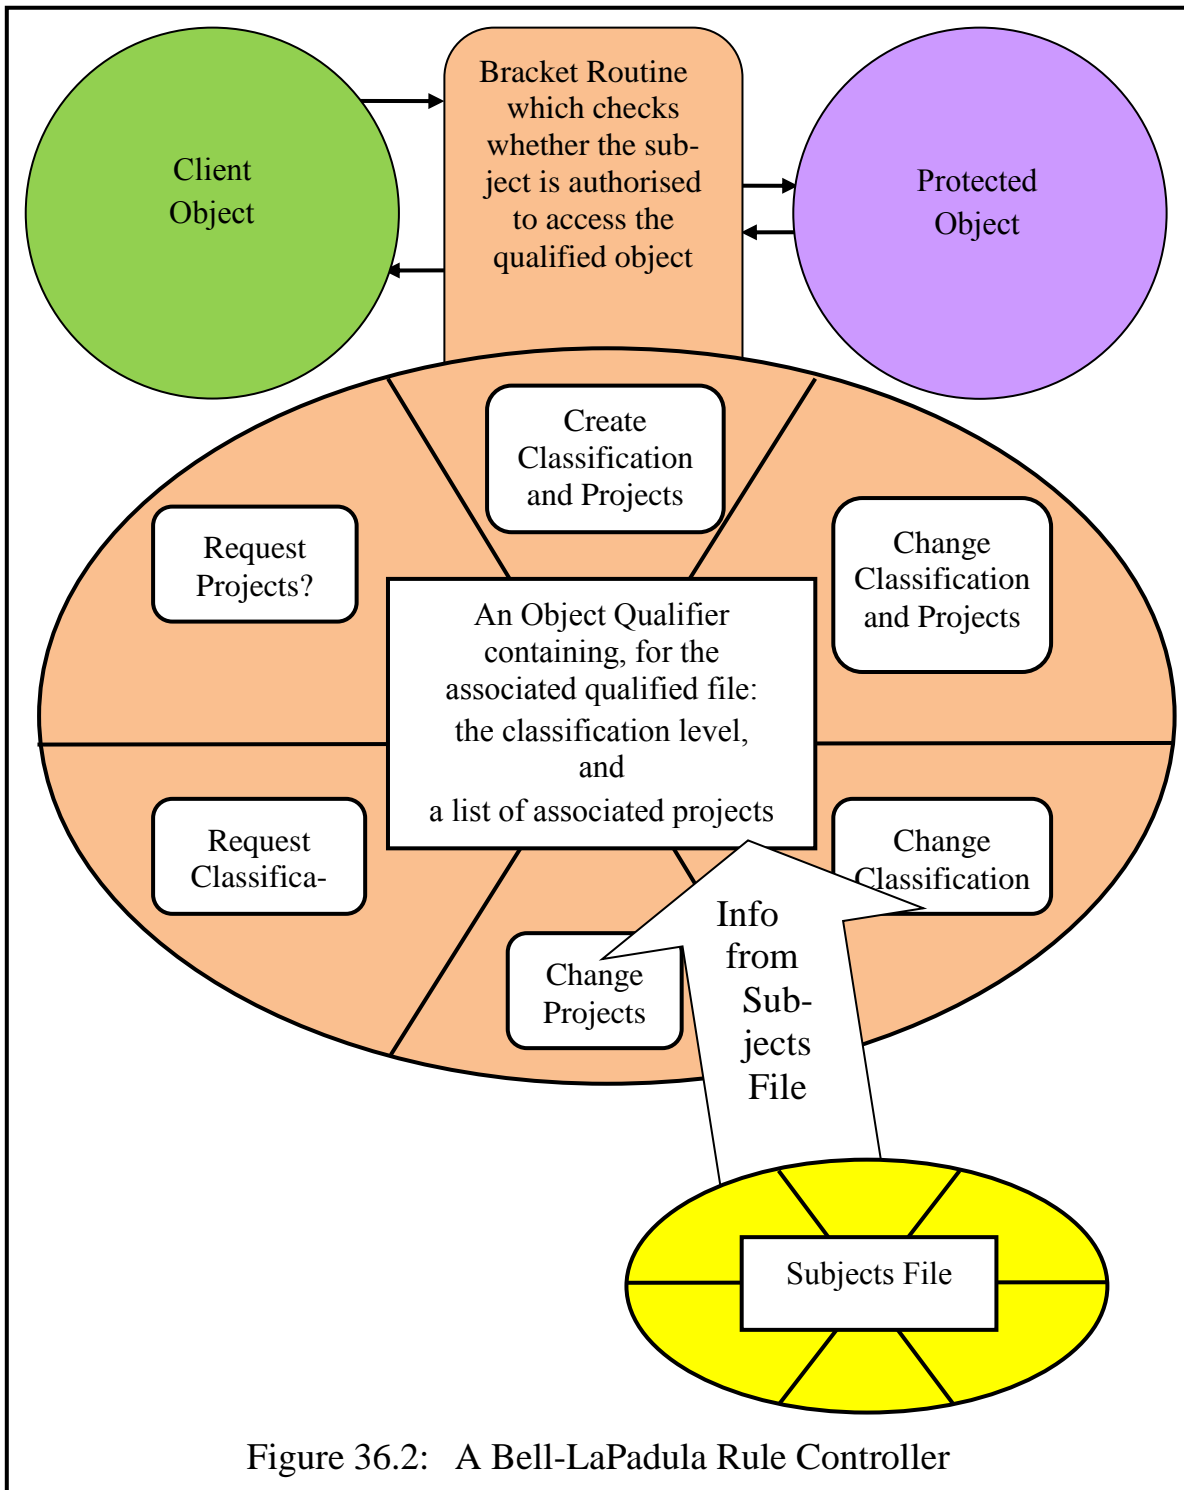 Client
Object
Bracket Routine
which checks
whether the sub-
ject is authorised
to access the
qualified object
Protected
Object
Create
Classification
and Projects
Request
Projects?
Change
Classification
and Projects
An Object Qualifier
containing, for the
associated qualified file:
the classification level,
and
a list of associated projects
Request
Classifica-
Change
Classification
Change
Projects
Info
from
Sub-
jects
File
Subjects File
Figure 36.2: A Bell-LaPadula Rule Controller